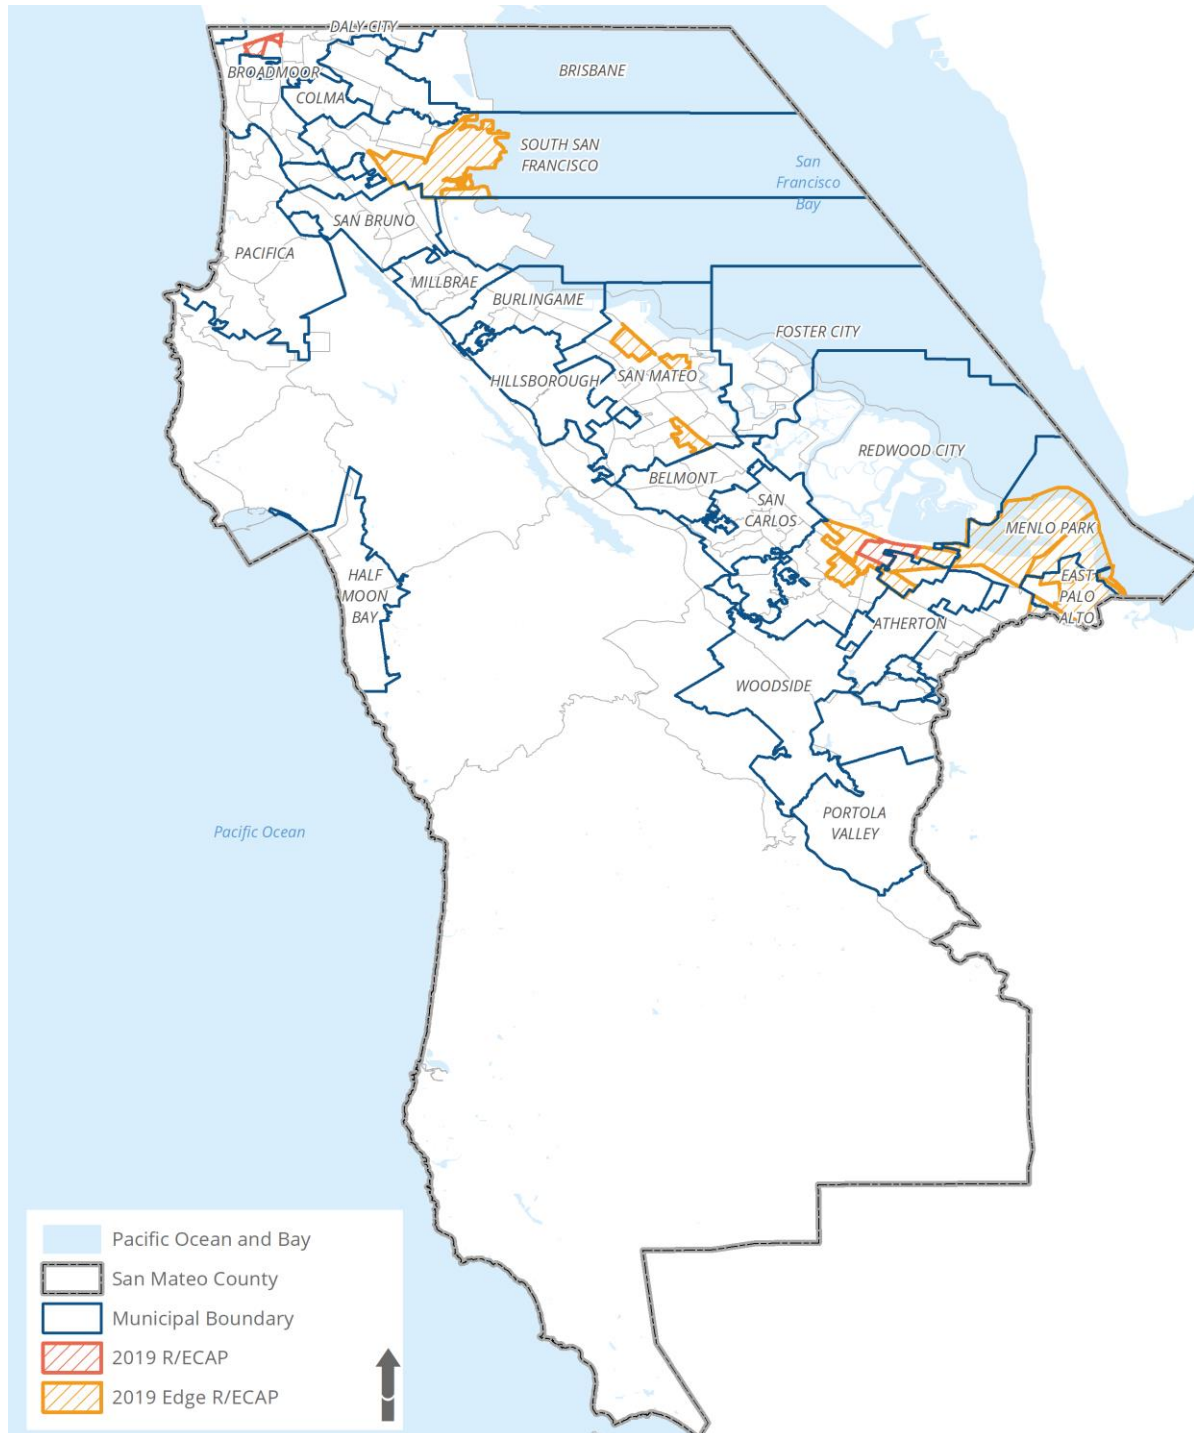 DALY CITY
BROADMOOR
BRISBANE
COLMA
SOUTH SAN
FRANCISCO
San
Francisco
Bay
SAN BRUNO
PACIFICA
MILLBRAE
BURLINGAME
FOSTER CITY
HILLSBOROUGH
SAN MATEO
REDWOOD CITY
BELMONT
SAN
CARLOS
MENLO PARK
HALF
MOON
BAY
EAST
PALO
ALTO
ATHERTON
WOODSIDE
PORTOLA
VALLEY
Pacific Ocean
Pacific Ocean and Bay
San Mateo County
Municipal Boundary
2019 R/ECAP
2019 Edge R/ECAP